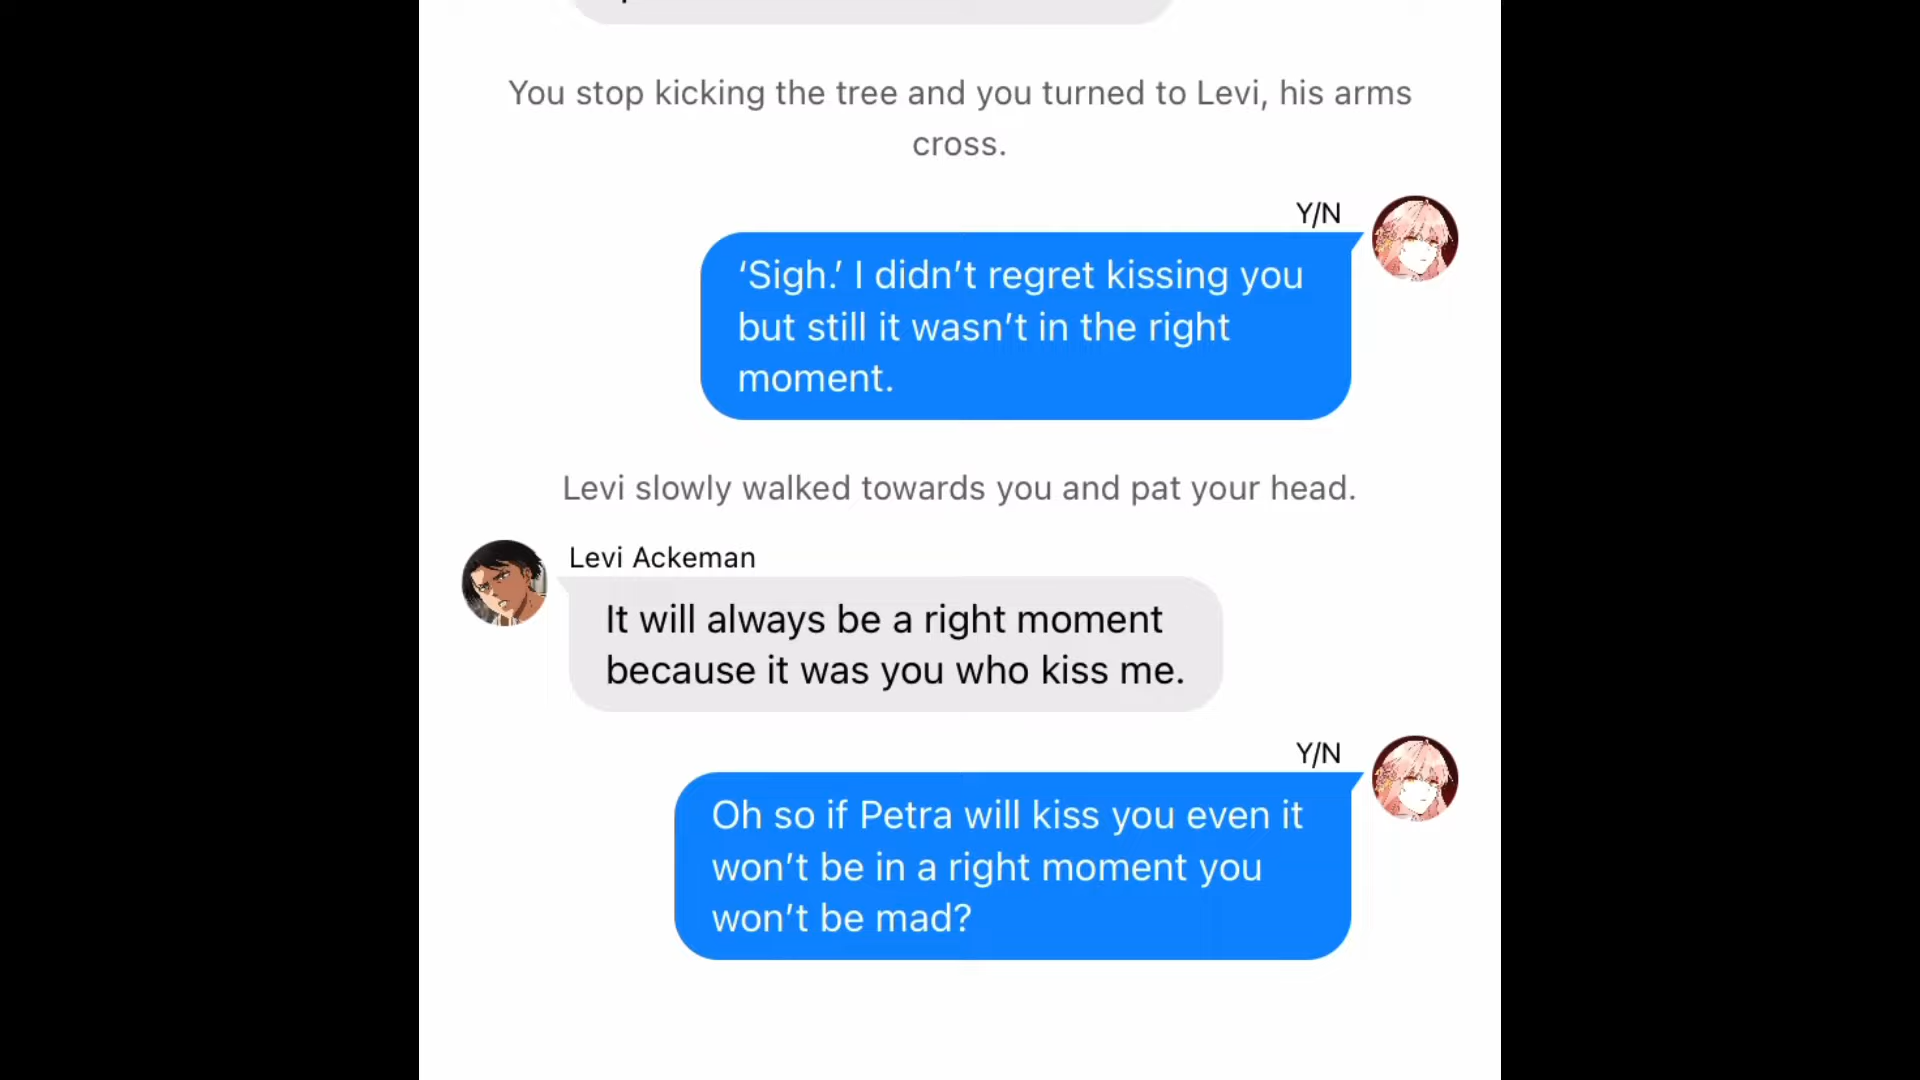 You stop kicking the tree and you turned to Levi, his arms
cross.
Y/N
‘Sigh.’ I didn’t regret kissing you
but still it wasn’t in the right
moment.
Levi slowly walked towards you and pat your head.
Levi Ackeman
It will always be a right moment
because it was you who kiss me.
Y/N
Oh so if Petra will kiss you even it
won’t be in a right moment you
won’t be mad?